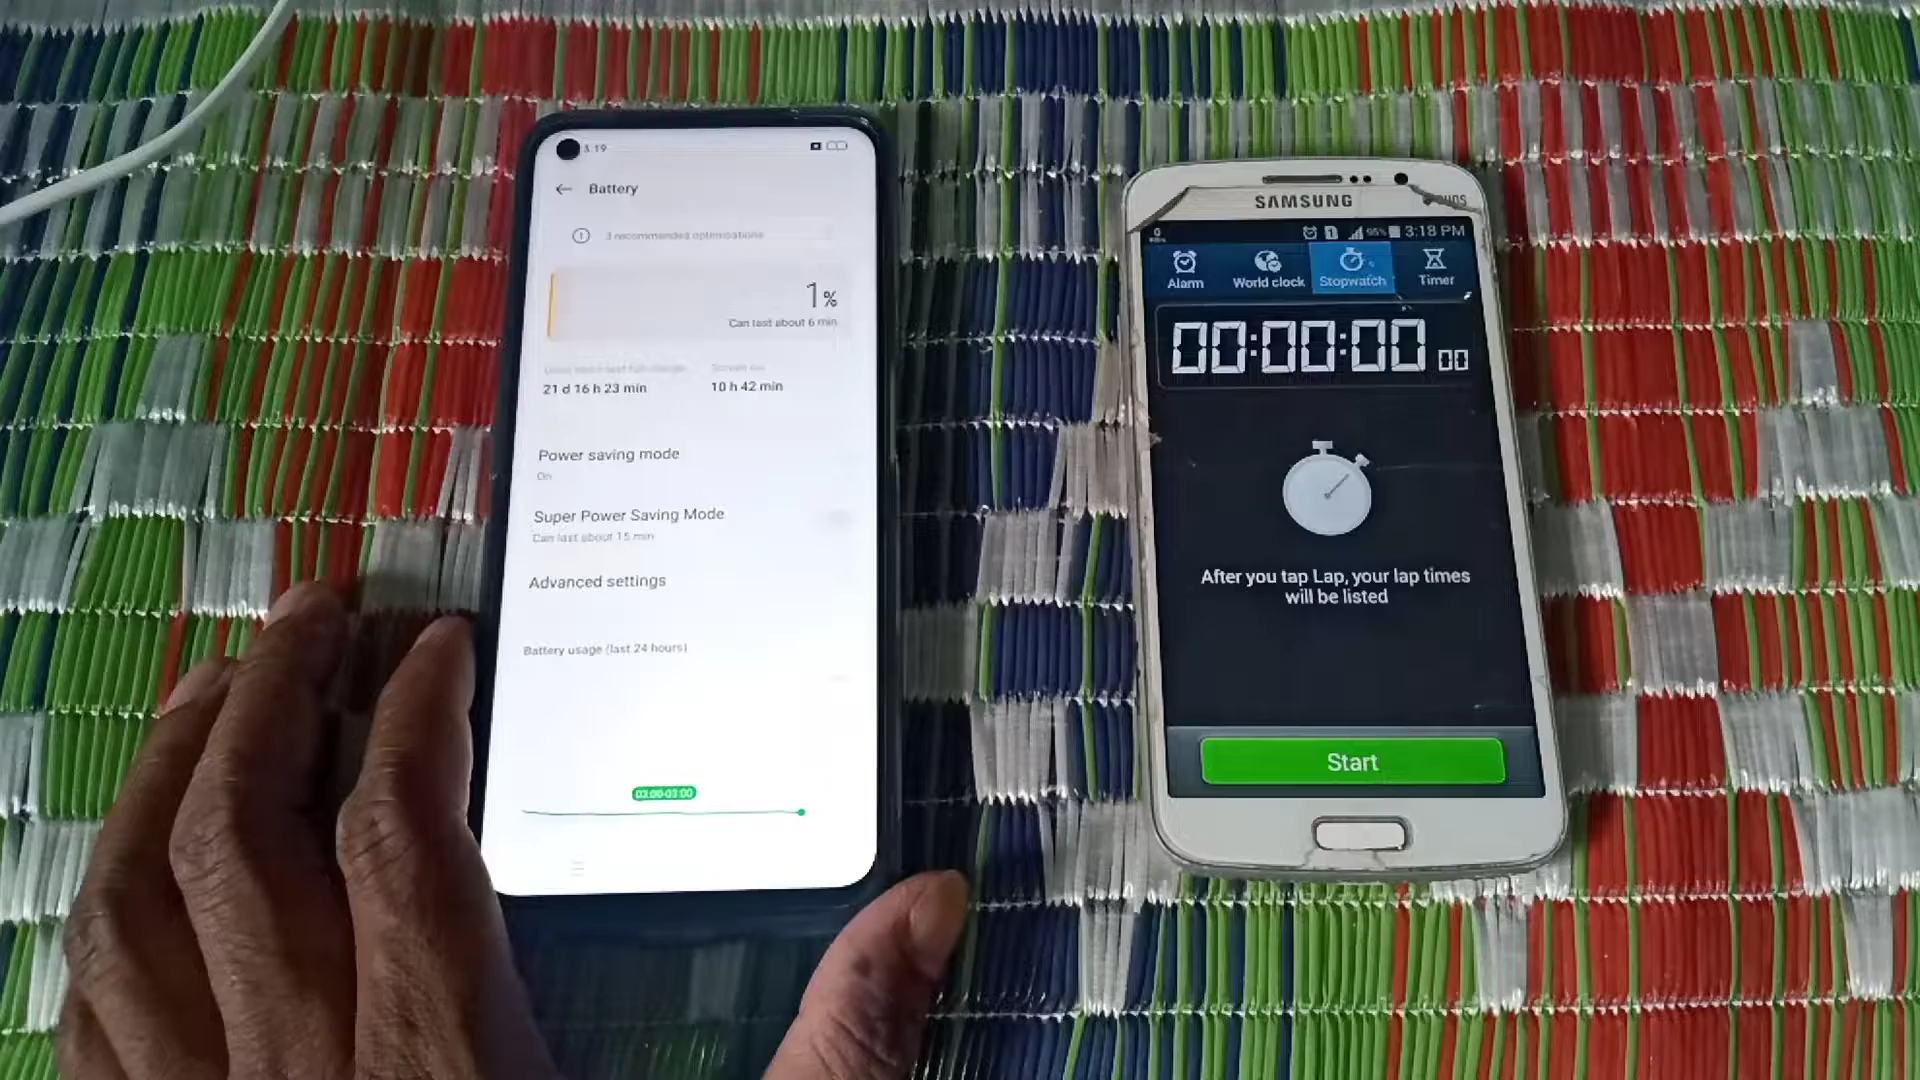 3:19
Battery
3 recommended optimisations
1%
Can last about 6 min
Screen on
21 d 16 h 23 min
10 h 42 min
Power saving mode
On
Super Power Saving Mode
Can last about 15 min
Advanced settings
Battery usage (last 24 hours)
03:00-03:00
SAMSUNG
95% 3:18 PM
Alarm
World clock
Stopwatch
Timer
00:00:00 00
After you tap Lap, your lap times
will be listed
Start